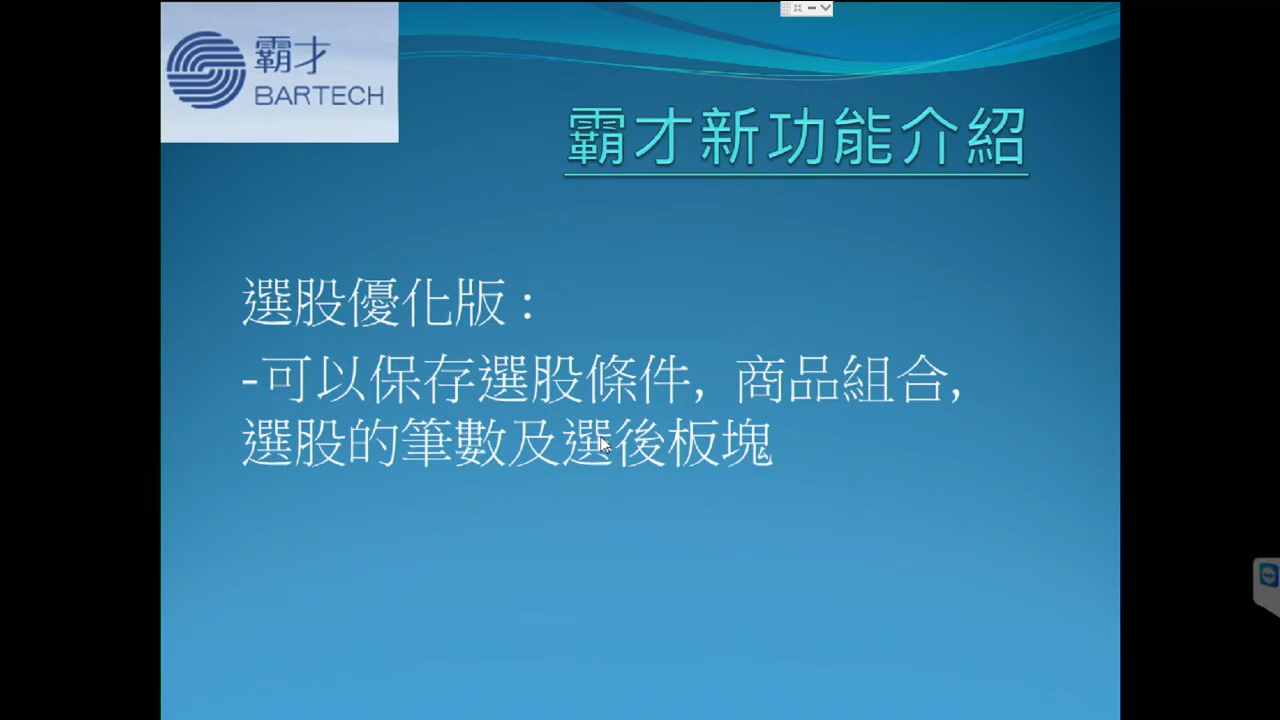 霸才
BARTECH
霸才新功能介紹
選股優化版 :
-可以保存選股條件, 商品組合,
選股的筆數及選後板塊